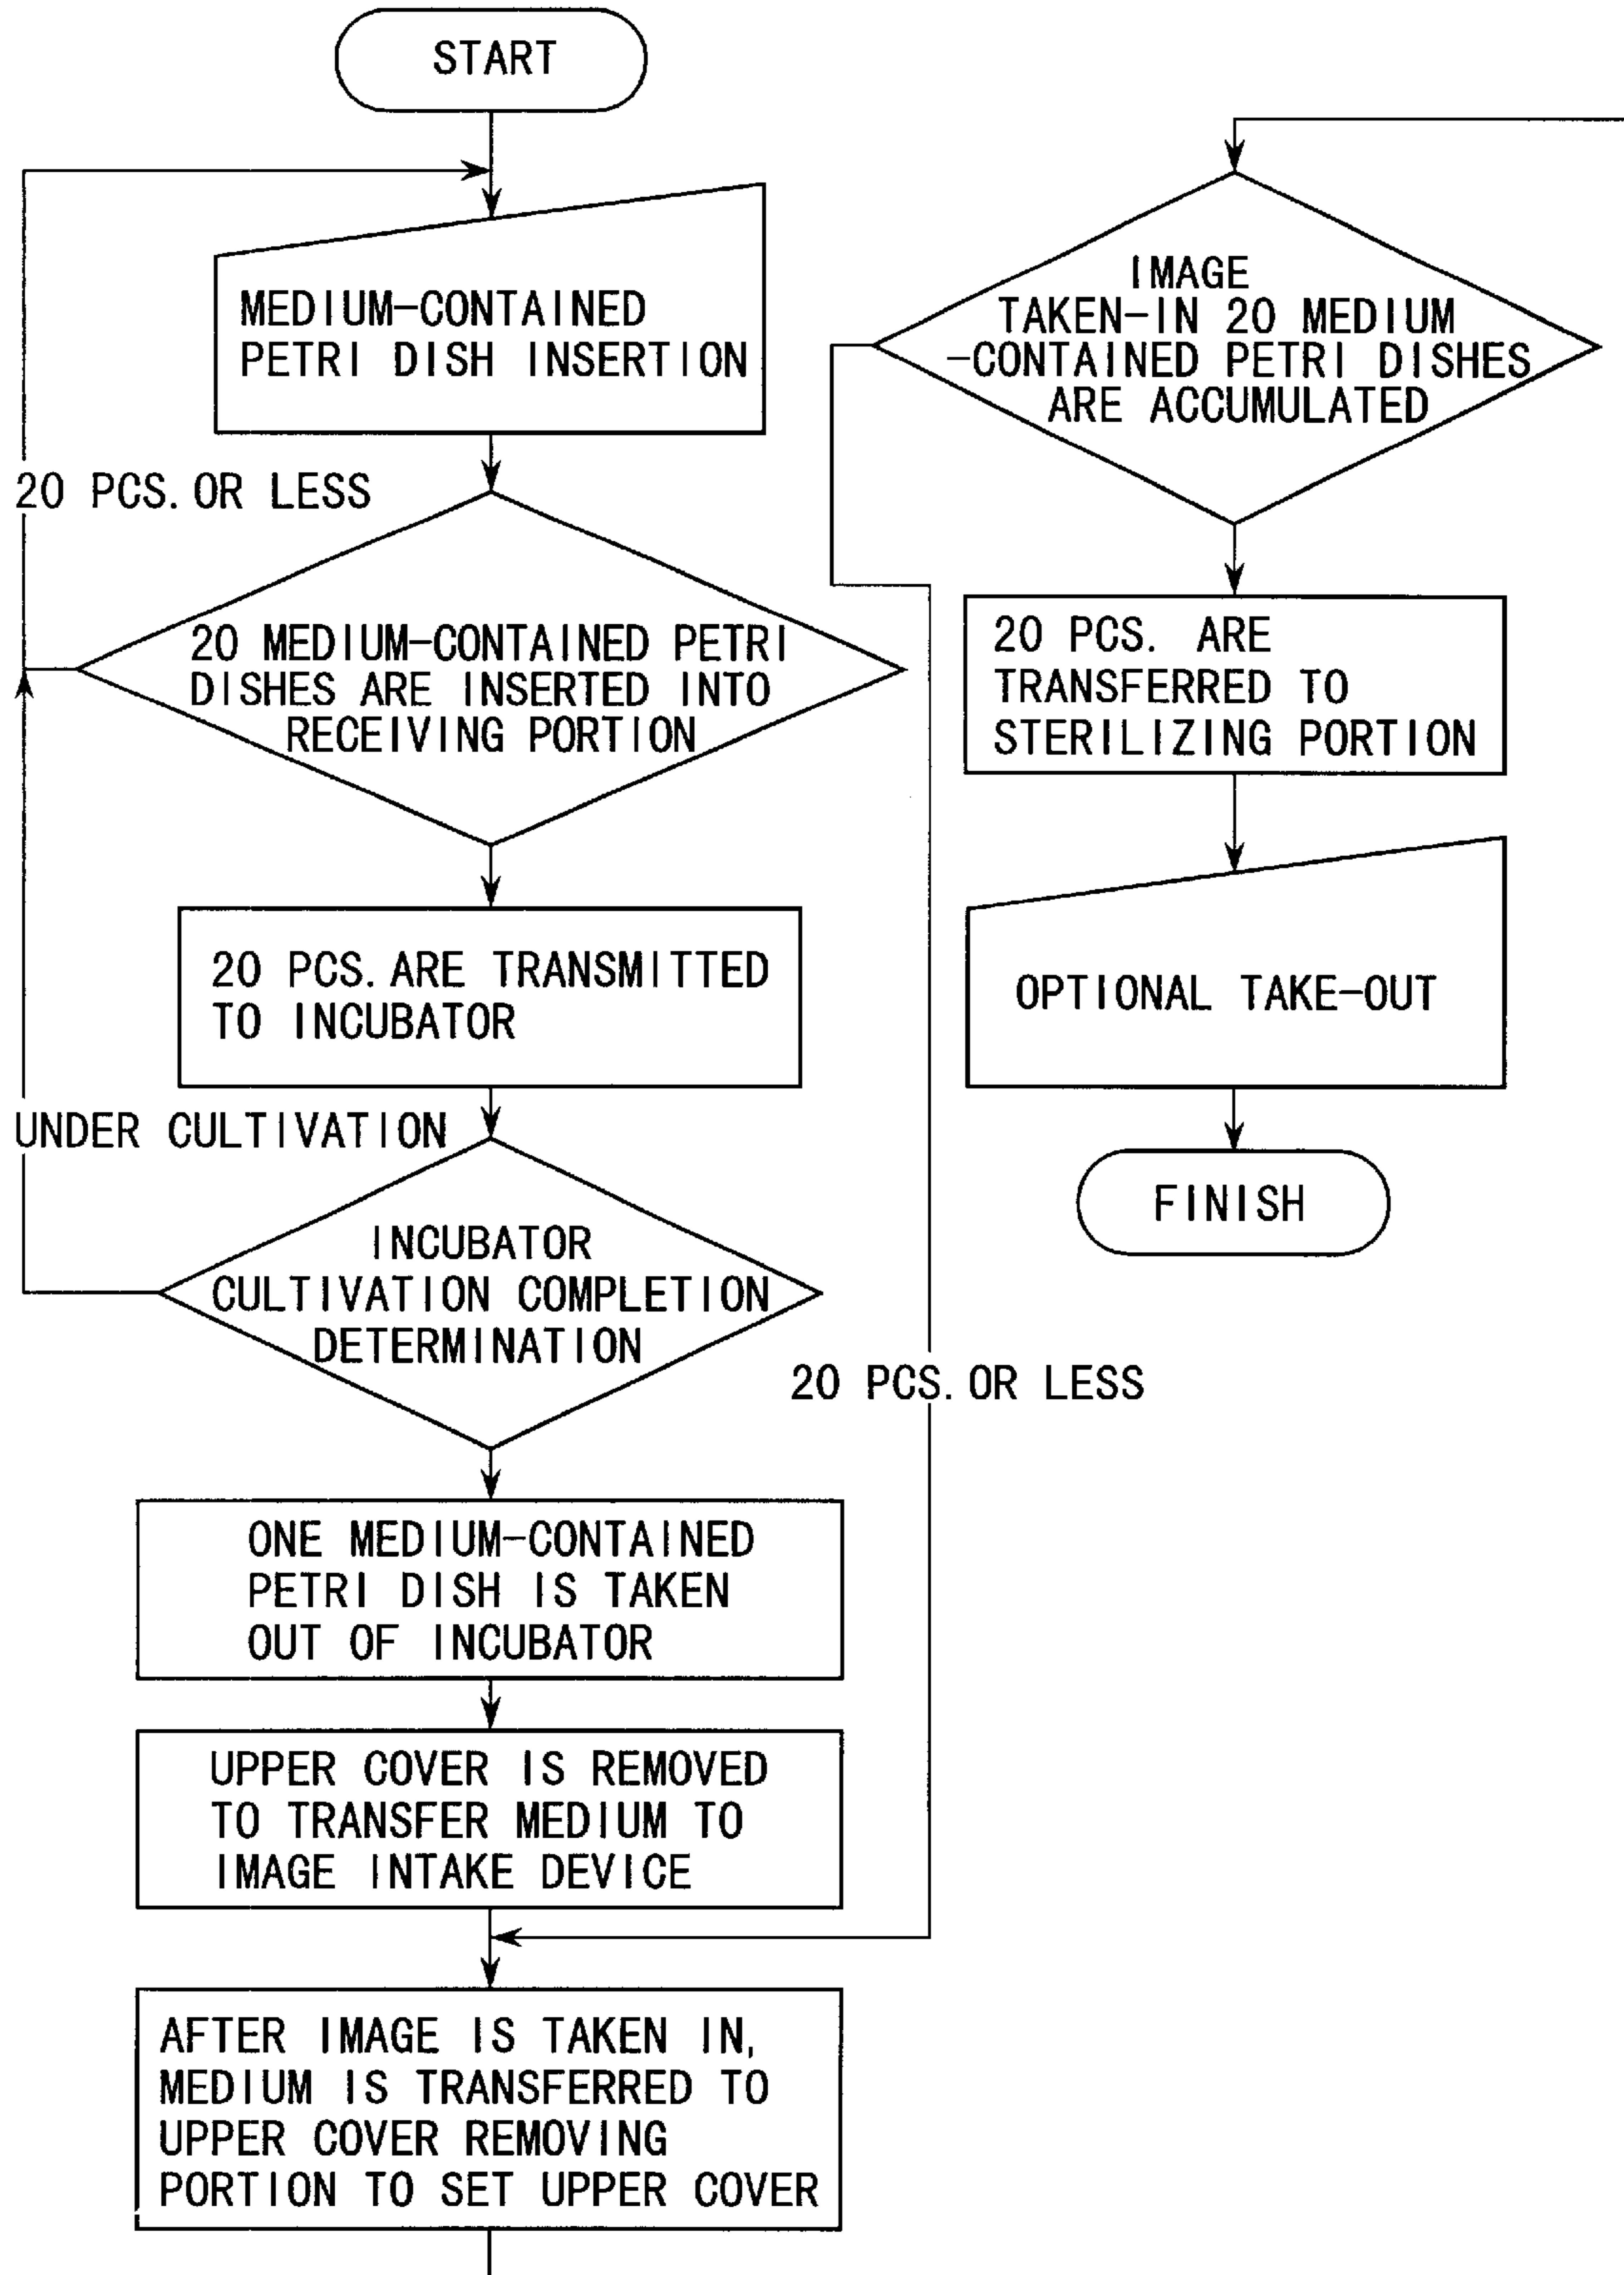 START
MEDIUM-CONTAINED
PETRI DISH INSERTION
20 PCS. OR LESS
20 MEDIUM-CONTAINED PETRI
DISHES ARE INSERTED INTO
RECEIVING PORTION
20 PCS. ARE TRANSMITTED
TO INCUBATOR
UNDER CULTIVATION
INCUBATOR
CULTIVATION COMPLETION
DETERMINATION
ONE MEDIUM-CONTAINED
PETRI DISH IS TAKEN
OUT OF INCUBATOR
UPPER COVER IS REMOVED
TO TRANSFER MEDIUM TO
IMAGE INTAKE DEVICE
AFTER IMAGE IS TAKEN IN,
MEDIUM IS TRANSFERRED TO
UPPER COVER REMOVING
PORTION TO SET UPPER COVER
IMAGE
TAKEN-IN 20 MEDIUM
-CONTAINED PETRI DISHES
ARE ACCUMULATED
20 PCS. OR LESS
20 PCS. ARE
TRANSFERRED TO
STERILIZING PORTION
OPTIONAL TAKE-OUT
FINISH